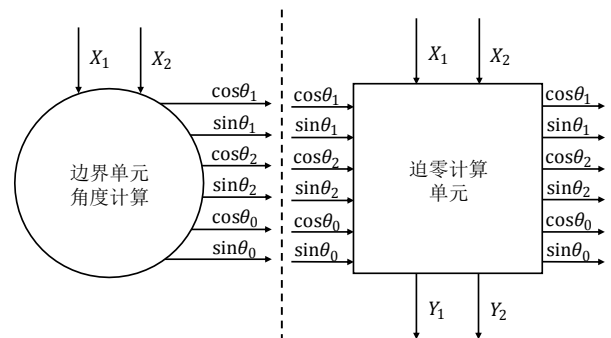 X₁ X₂
cosθ₁
sinθ₁
cosθ₂
sinθ₂
cosθ₀
sinθ₀
边界单元
角度计算
X₁ X₂
cosθ₁
sinθ₁
cosθ₂
sinθ₂
cosθ₀
sinθ₀
迫零计算
单元
cosθ₁
sinθ₁
cosθ₂
sinθ₂
cosθ₀
sinθ₀
Y₁ Y₂